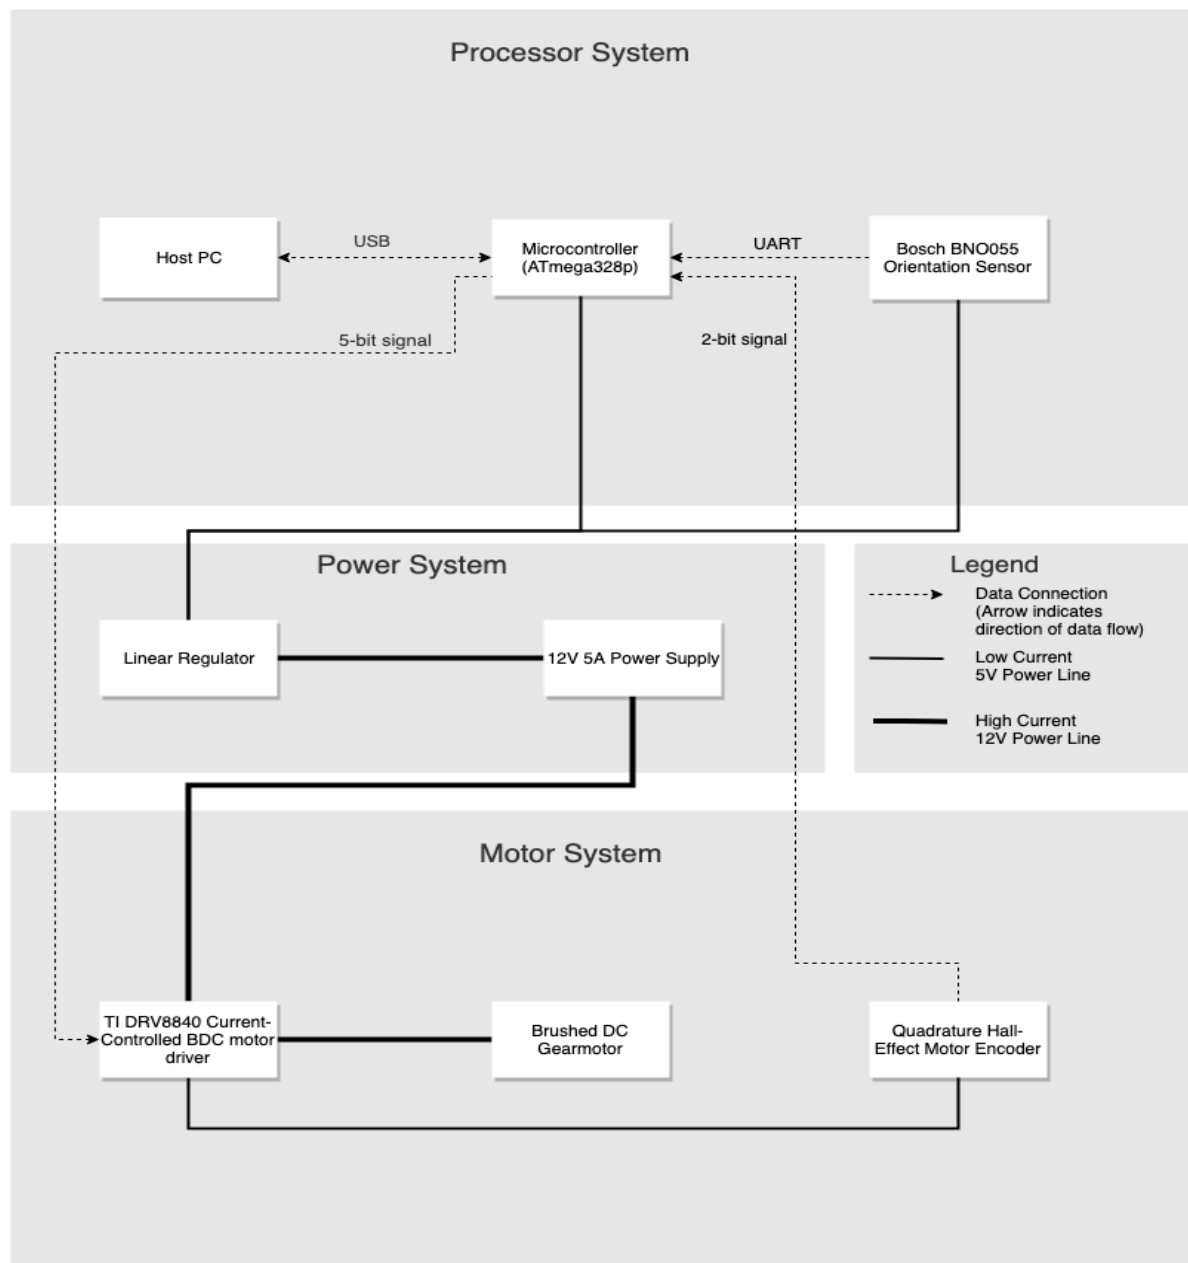 Processor System
Host PC
USB
Microcontroller
(ATmega328p)
UART
Bosch BNO055
Orientation Sensor
5-bit signal
2-bit signal
Power System
Linear Regulator
12V 5A Power Supply
Legend
Data Connection
(Arrow indicates
direction of data flow)
Low Current
5V Power Line
High Current
12V Power Line
Motor System
TI DRV8840 Current-
Controlled BDC motor
driver
Brushed DC
Gearmotor
Quadrature Hall-
Effect Motor Encoder